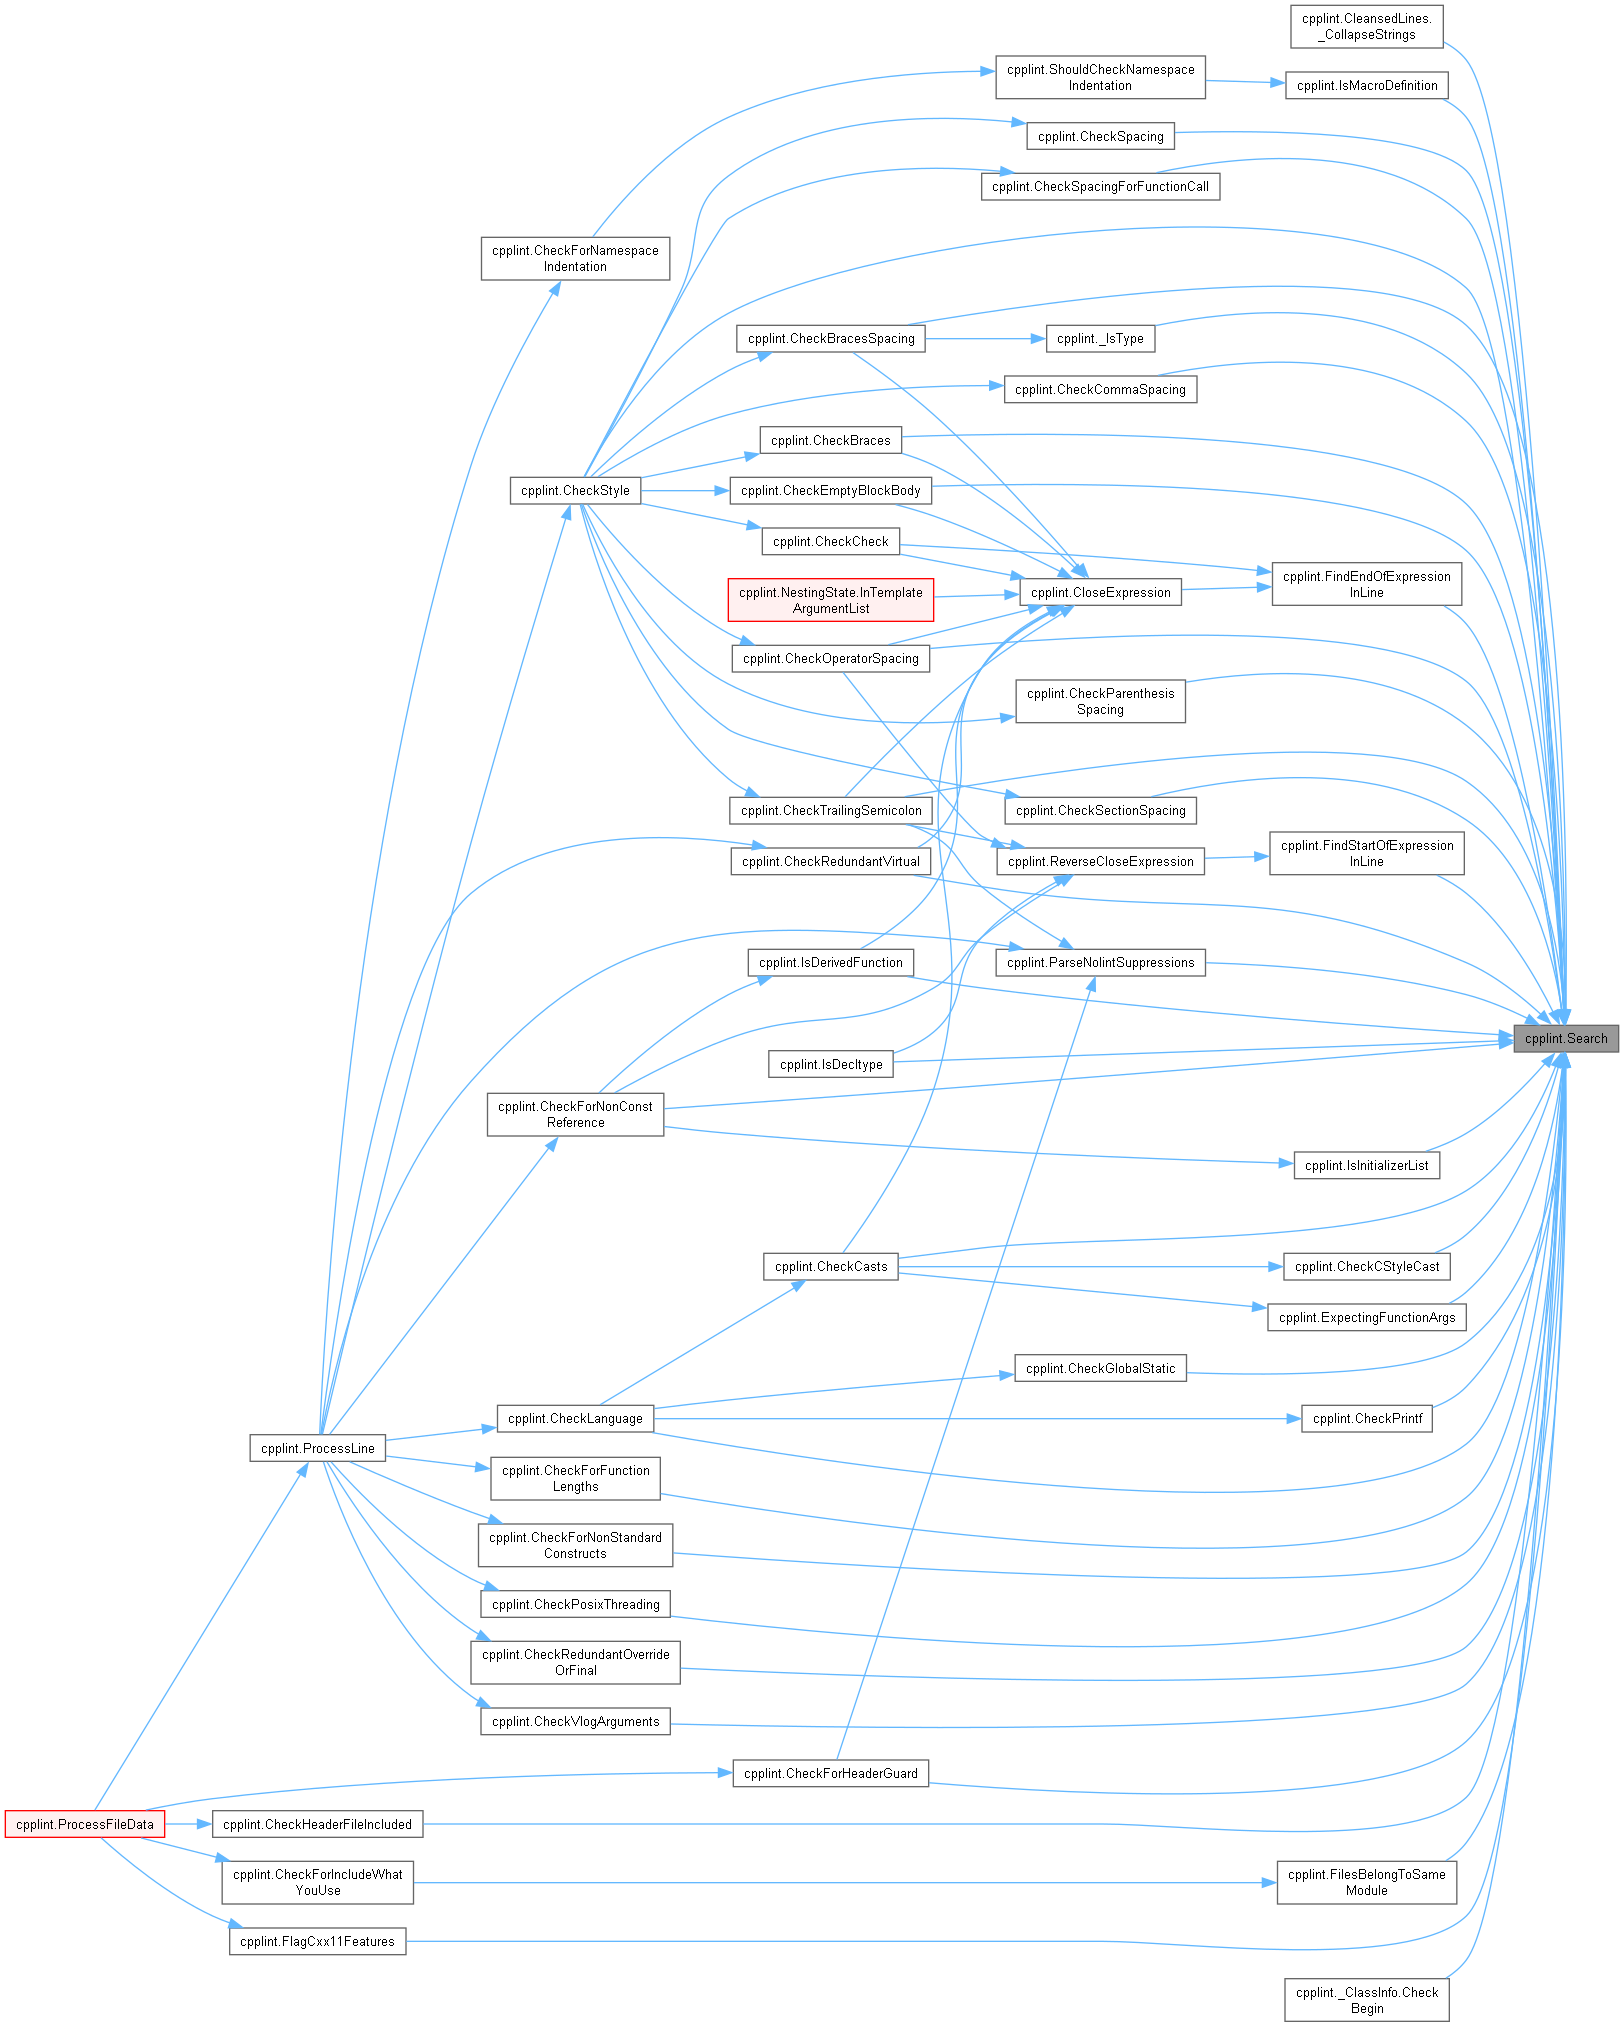 cpplint.CleansedLines.
_CollapseStrings
cpplint.ShouldCheckNamespace
Indentation
cpplint.IsMacroDefinition
cpplint.CheckSpacing
cpplint.CheckSpacingForFunctionCall
cpplint.CheckForNamespace
Indentation
cpplint.CheckBracesSpacing
cpplint._IsType
cpplint.CheckCommaSpacing
cpplint.CheckBraces
cpplint.CheckStyle
cpplint.CheckEmptyBlockBody
cpplint.CheckCheck
cpplint.NestingState.InTemplate
ArgumentList
cpplint.CloseExpression
cpplint.FindEndOfExpression
InLine
cpplint.CheckOperatorSpacing
cpplint.CheckParenthesis
Spacing
cpplint.CheckTrailingSemicolon
cpplint.CheckSectionSpacing
cpplint.CheckRedundantVirtual
cpplint.ReverseCloseExpression
cpplint.FindStartOfExpression
InLine
cpplint.IsDerivedFunction
cpplint.ParseNolintSuppressions
cpplint.Search
cpplint.IsDecltype
cpplint.CheckForNonConst
Reference
cpplint.IsInitializerList
cpplint.CheckCasts
cpplint.CheckCStyleCast
cpplint.ExpectingFunctionArgs
cpplint.CheckGlobalStatic
cpplint.CheckLanguage
cpplint.CheckPrintf
cpplint.ProcessLine
cpplint.CheckForFunction
Lengths
cpplint.CheckForNonStandard
Constructs
cpplint.CheckPosixThreading
cpplint.CheckRedundantOverride
OrFinal
cpplint.CheckVlogArguments
cpplint.CheckForHeaderGuard
cpplint.ProcessFileData
cpplint.CheckHeaderFileIncluded
cpplint.CheckForIncludeWhat
YouUse
cpplint.FilesBelongToSame
Module
cpplint.FlagCxx11Features
cpplint._ClassInfo.Check
Begin